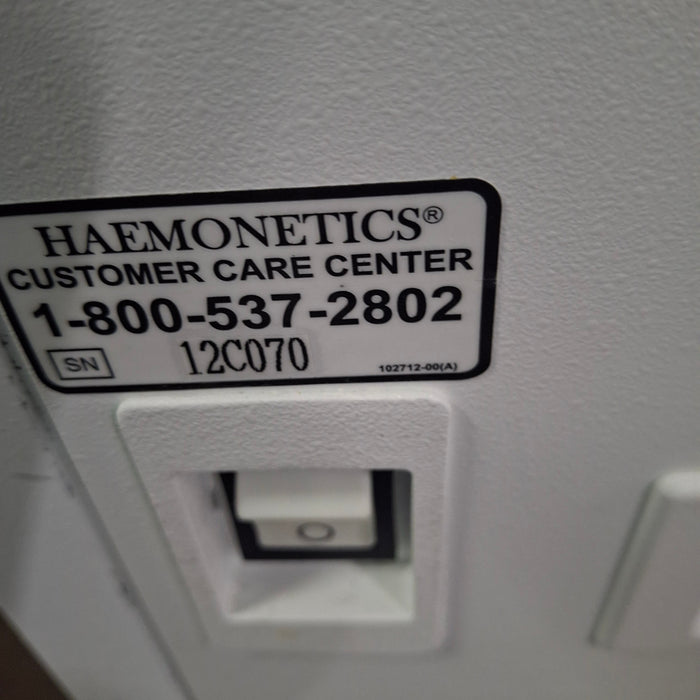 HAEMONETICS®
CUSTOMER CARE CENTER
1-800-537-2802
SN 12C070 102712-00(A)
O